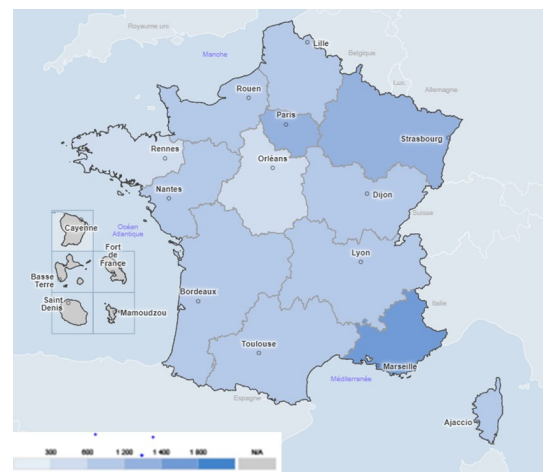 Royaume uni
Lille
Manche
Belgique
Lux.
Allemagne
Rouen
Paris
Strasbourg
Rennes
Orléans
Nantes
Dijon
Suisse
Cayenne
Océan
Atlantique
Fort
de
France
Lyon
Basse
Terre
Bordeaux
Italie
Saint
Denis
Mamoudzou
Toulouse
Marseille
Méditerranée
Espagne
Ajaccio
300 600 1 200 1 400 1 800 N/A